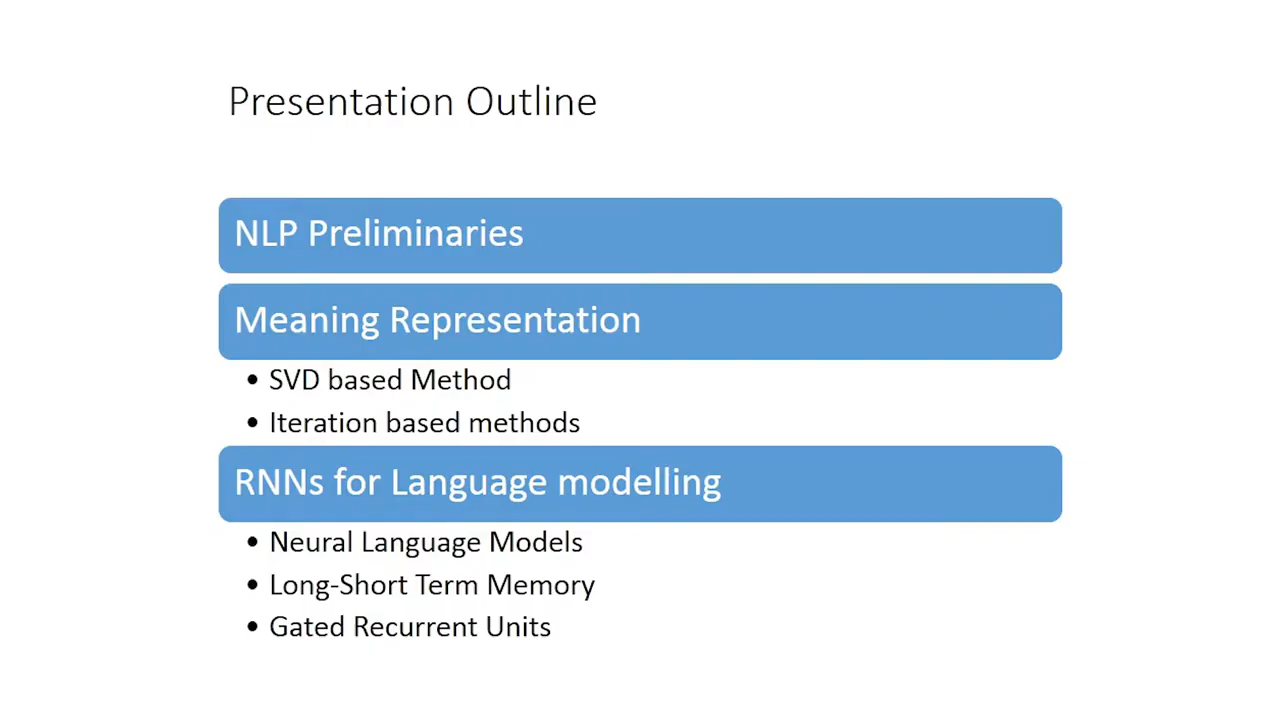 Presentation Outline
NLP Preliminaries
Meaning Representation
• SVD based Method
• Iteration based methods
RNNs for Language modelling
• Neural Language Models
• Long-Short Term Memory
• Gated Recurrent Units